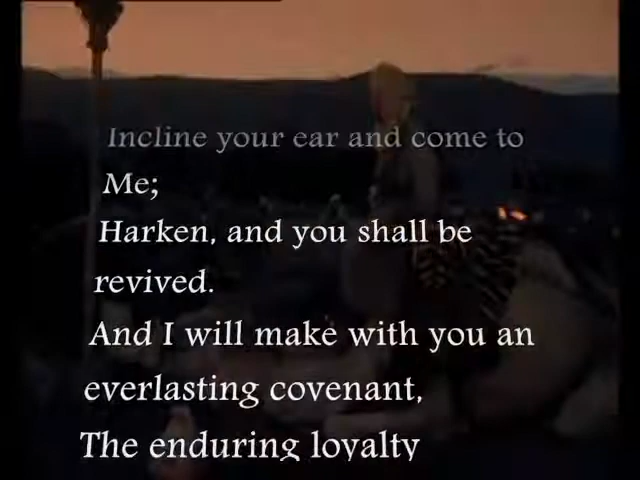 Incline your ear and come to
Me;
Harken, and you shall be
revived.
And I will make with you an
everlasting covenant,
The enduring loyalty